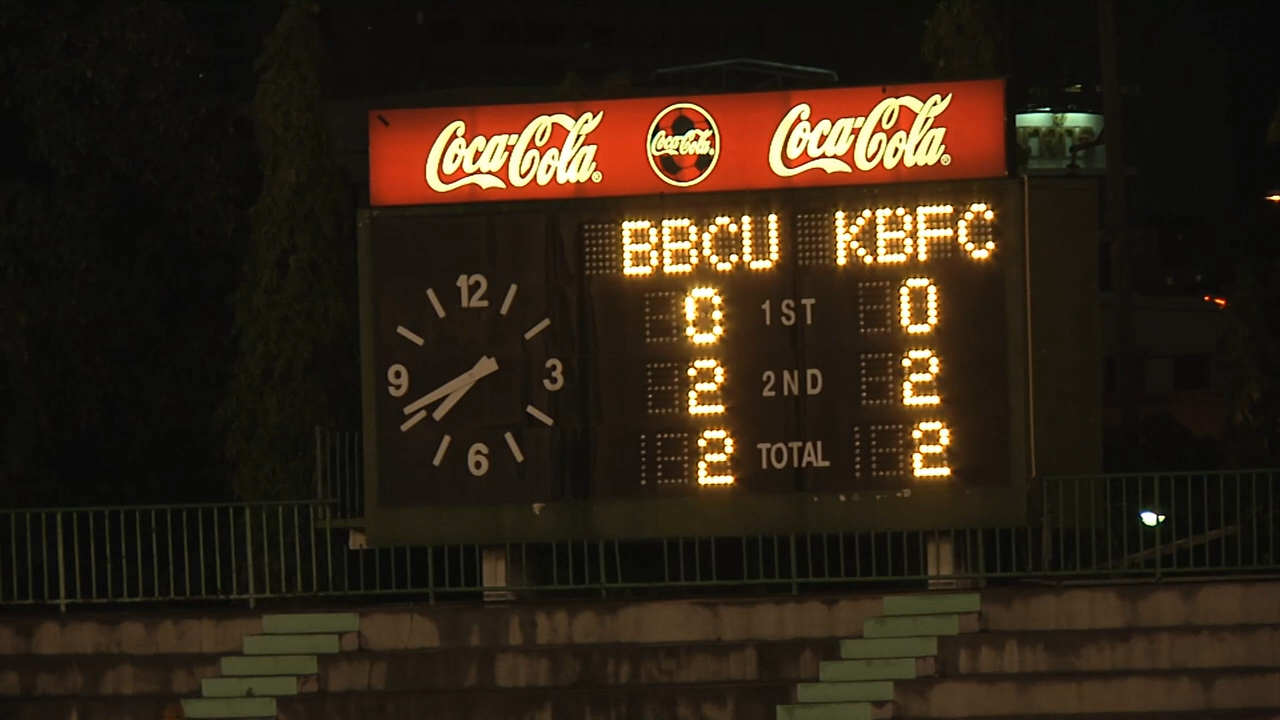 Coca-Cola® Coca-Cola Coca-Cola®
BBCU KBFC
12
9 3
6
0 1ST 0
2 2ND 2
2 TOTAL 2